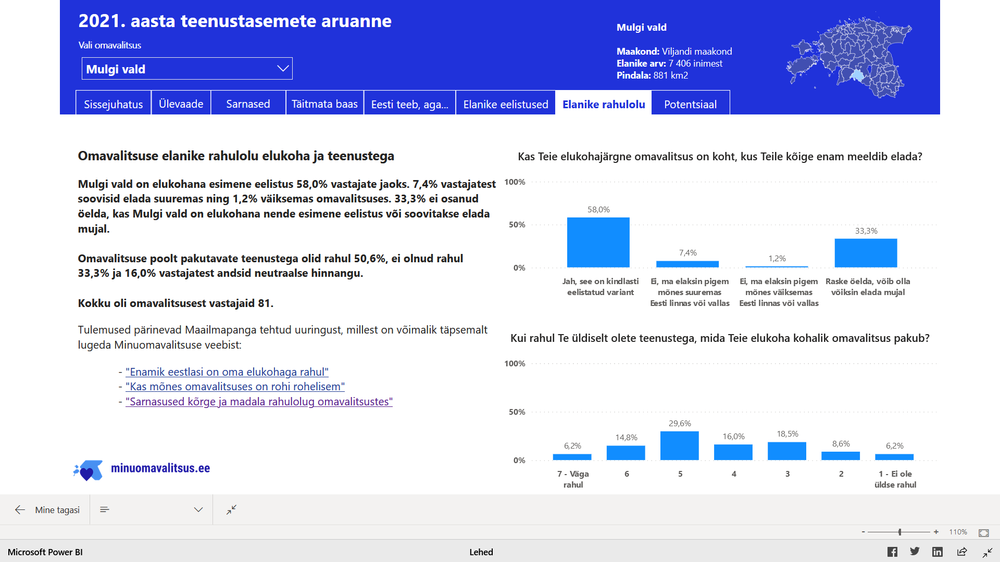 2021. aasta teenustasemete aruanne
Vali omavalitsus
Mulgi vald
Mulgi vald
Maakond: Viljandi maakond
Elanike arv: 7 406 inimest
Pindala: 881 km2
Sissejuhatus
Ülevaade
Sarnased
Täitmata baas
Eesti teeb, aga...
Elanike eelistused
Elanike rahulolu
Potentsiaal
Omavalitsuse elanike rahulolu elukoha ja teenustega
Mulgi vald on elukohana esimene eelistus 58,0% vastajate jaoks. 7,4% vastajatest
soovisid elada suuremas ning 1,2% väiksemas omavalitsuses. 33,3% ei osanud
öelda, kas Mulgi vald on elukohana nende esimene eelistus või soovitakse elada
mujal.
Omavalitsuse poolt pakutavate teenustega olid rahul 50,6%, ei olnud rahul
33,3% ja 16,0% vastajatest andsid neutraalse hinnangu.
Kokku oli omavalitsusest vastajaid 81.
Tulemused pärinevad Maailmapanga tehtud uuringust, millest on võimalik täpsemalt
lugeda Minuomavalitsuse veebist:
- "Enamik eestlasi on oma elukohaga rahul"
- "Kas mõnes omavalitsuses on rohi rohelisem"
- "Sarnasused kõrge ja madala rahulolug omavalitsustes"
minuomavalitsus.ee
Kas Teie elukohajärgne omavalitsus on koht, kus Teile kõige enam meeldib elada?
100%
50%
0%
58,0%
7,4%
1,2%
33,3%
Jah, see on kindlasti
eelistatud variant
Ei, ma elaksin pigem
mõnes suuremas
Eesti linnas või vallas
Ei, ma elaksin pigem
mõnes väiksemas
Eesti linnas või vallas
Raske öelda, võib olla
võiksin elada mujal
Kui rahul Te üldiselt olete teenustega, mida Teie elukoha kohalik omavalitsus pakub?
100%
50%
0%
6,2%
14,8%
29,6%
16,0%
18,5%
8,6%
6,2%
7 - Väga
rahul
6
5
4
3
2
1 - Ei ole
üldse rahul
Mine tagasi
- + 110%
Microsoft Power BI
Lehed